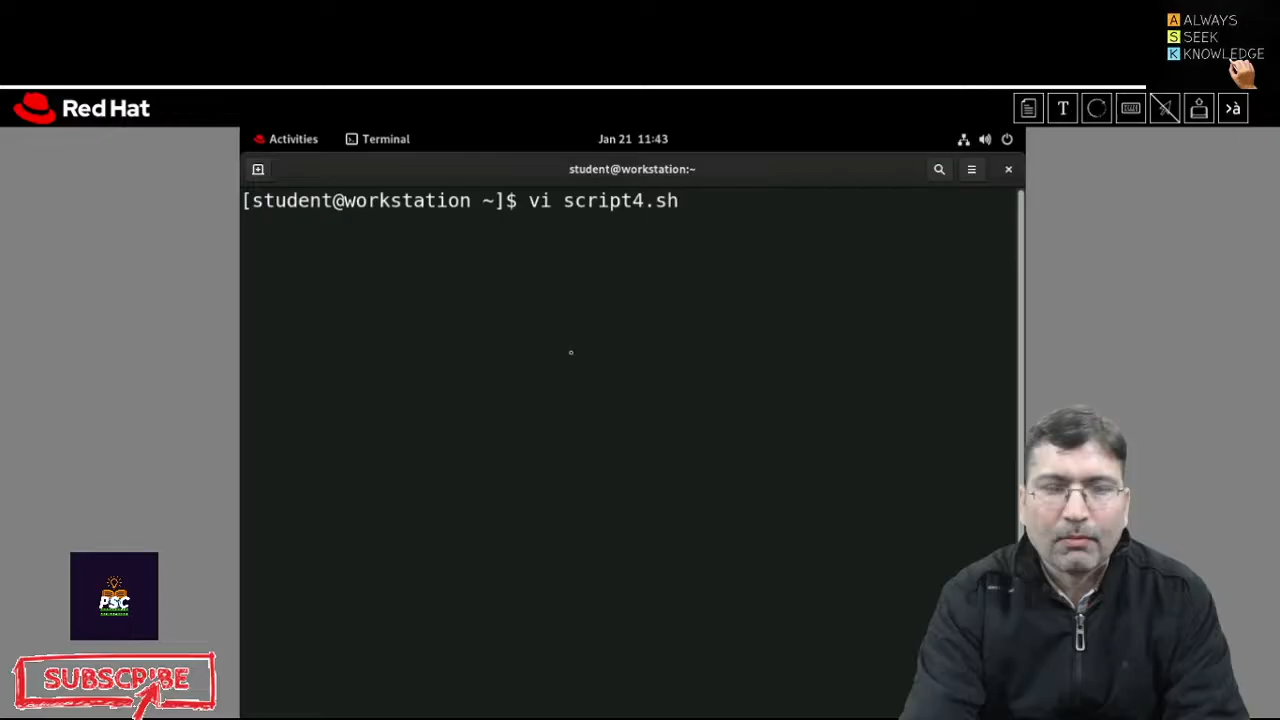 ALWAYS
SEEK
KNOWLEDGE
Red Hat
T
>à
Activities
Terminal
Jan 21 11:43
student@workstation:~
[student@workstation ~]$ vi script4.sh
PSC
SUBSCRIBE